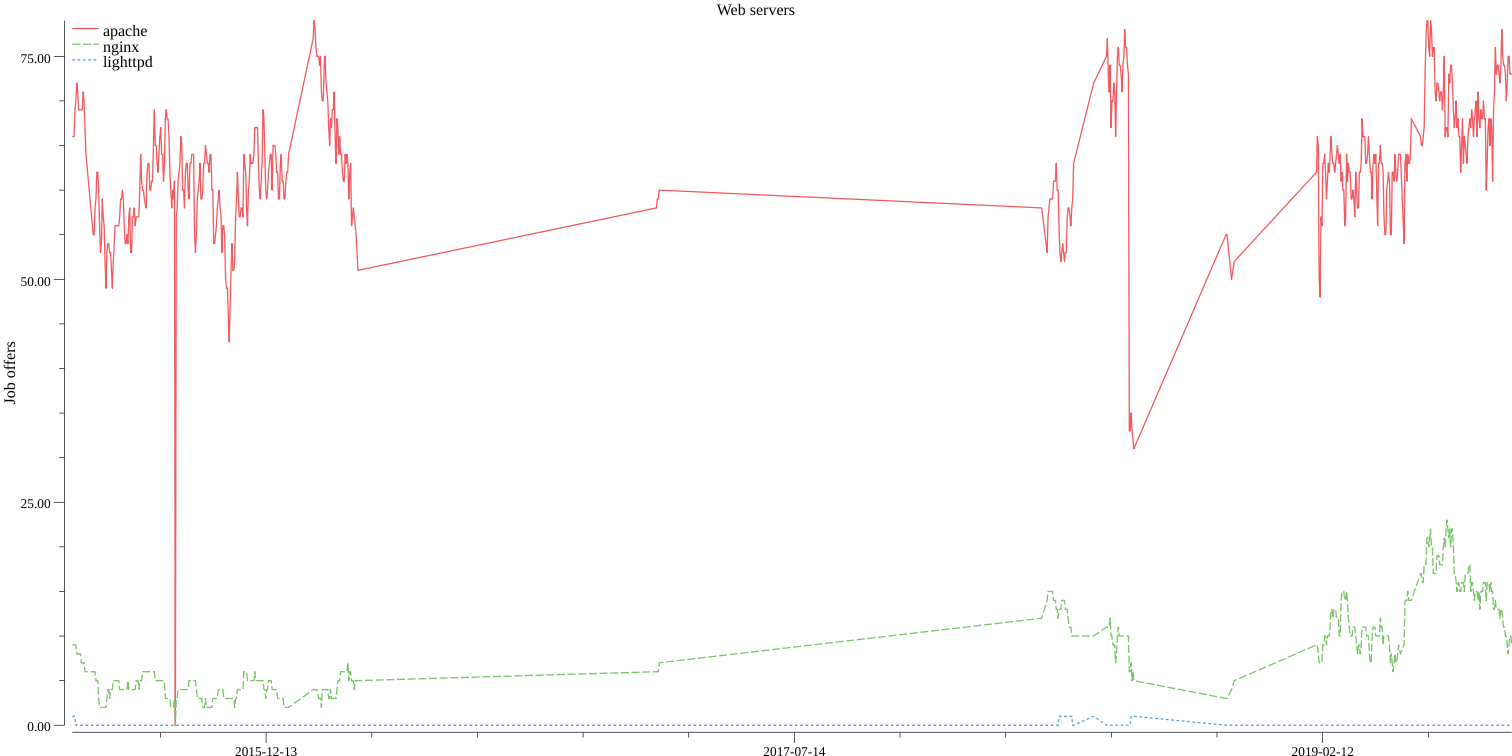 Web servers
apache
nginx
lighttpd
75.00
50.00
Job offers
25.00
0.00
2015-12-13
2017-07-14
2019-02-12